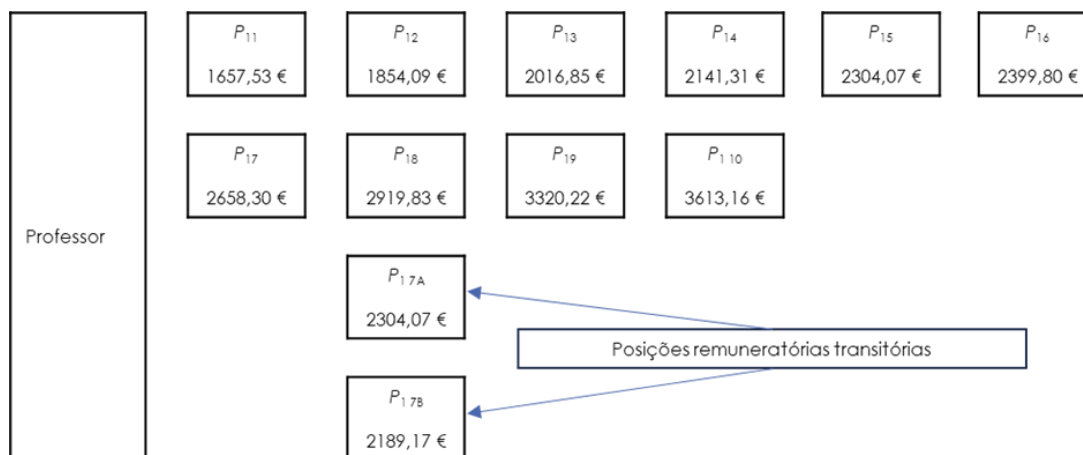 P11 P12 P13 P14 P15 P16
1657,53 € 1854,09 € 2016,85 € 2141,31 € 2304,07 € 2399,80 €
P17 P18 P19 P1 10
2658,30 € 2919,83 € 3320,22 € 3613,16 €
Professor
P1 7A
2304,07 €
Posições remuneratórias transitórias
P1 7B
2189,17 €